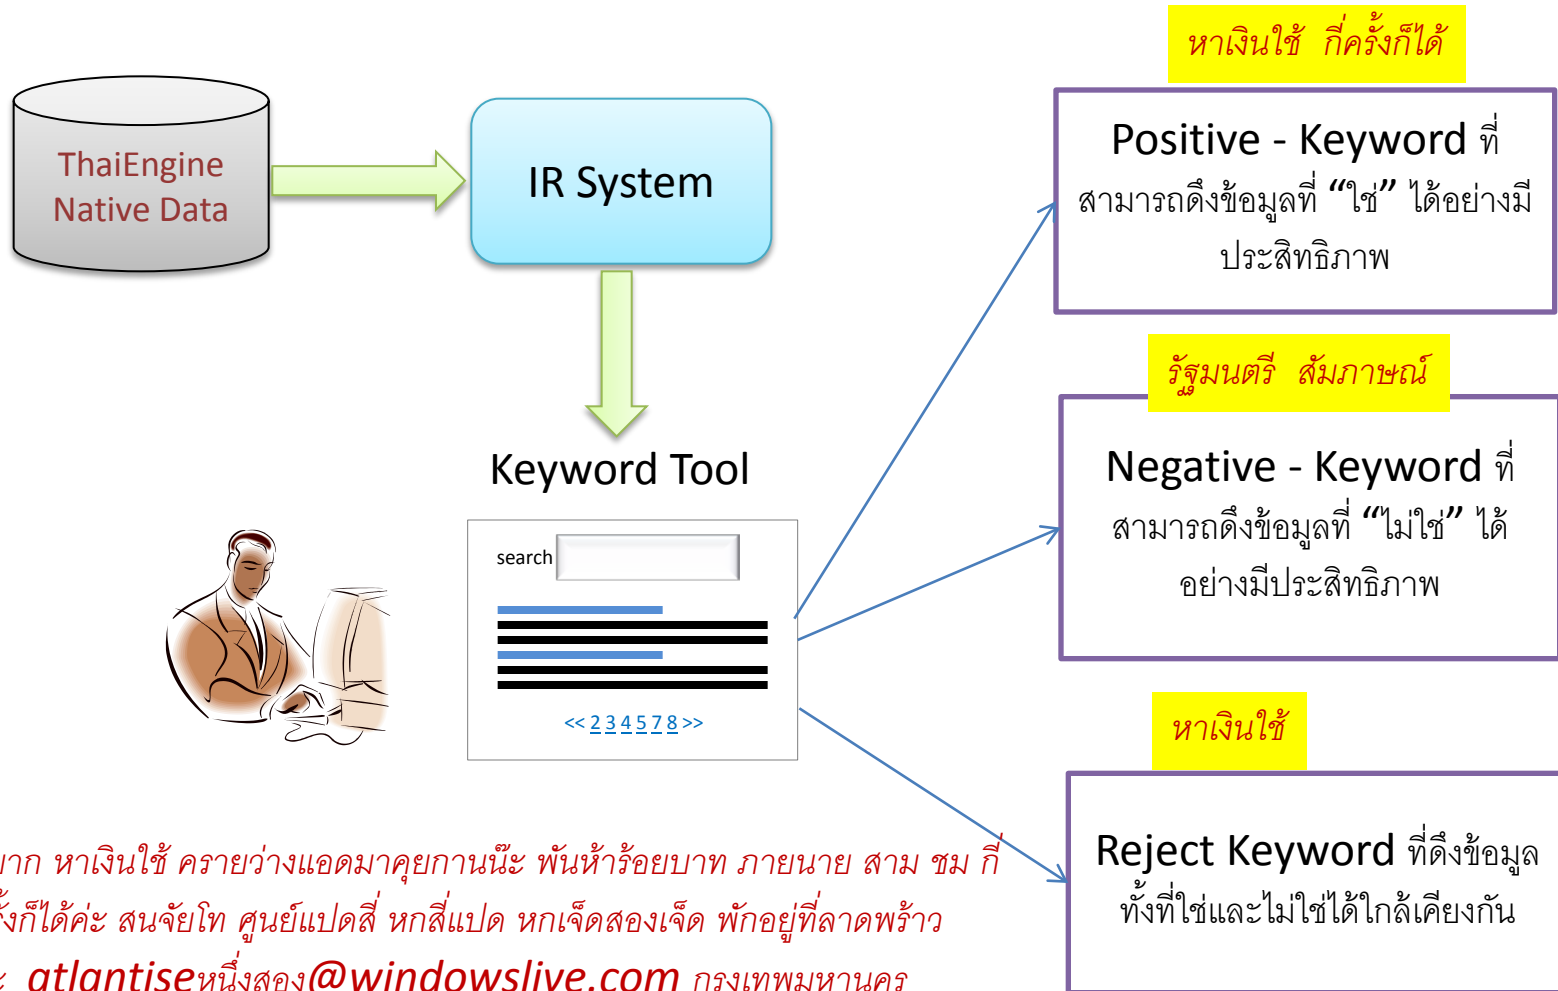 หาเงินใช้ กี่ครั้งก็ได้
ThaiEngine
Native Data
IR System
Positive - Keyword ที่
สามารถดึงข้อมูลที่ “ใช่” ได้อย่างมี
ประสิทธิภาพ
รัฐมนตรี สัมภาษณ์
Keyword Tool
Negative - Keyword ที่
สามารถดึงข้อมูลที่ “ไม่ใช่” ได้
อย่างมีประสิทธิภาพ
search
<< 2 3 4 5 7 8 >>
หาเงินใช้
Reject Keyword ที่ดึงข้อมูล
ทั้งที่ใช่และไม่ใช่ได้ใกล้เคียงกัน
หาเงินใช้ ครายว่างแอดมาคุยกานน๊ะ พันห้าร้อยบาท ภายนาย สาม ชม กี่
ั้งก็ได้ค่ะ สนจัยโท ศูนย์แปดสี่ หกสี่แปด หกเจ็ดสองเจ็ด พักอยู่ที่ลาดพร้าว
atlantiseหนึ่งสอง@windowslive.com กรุงเทพมหานคร